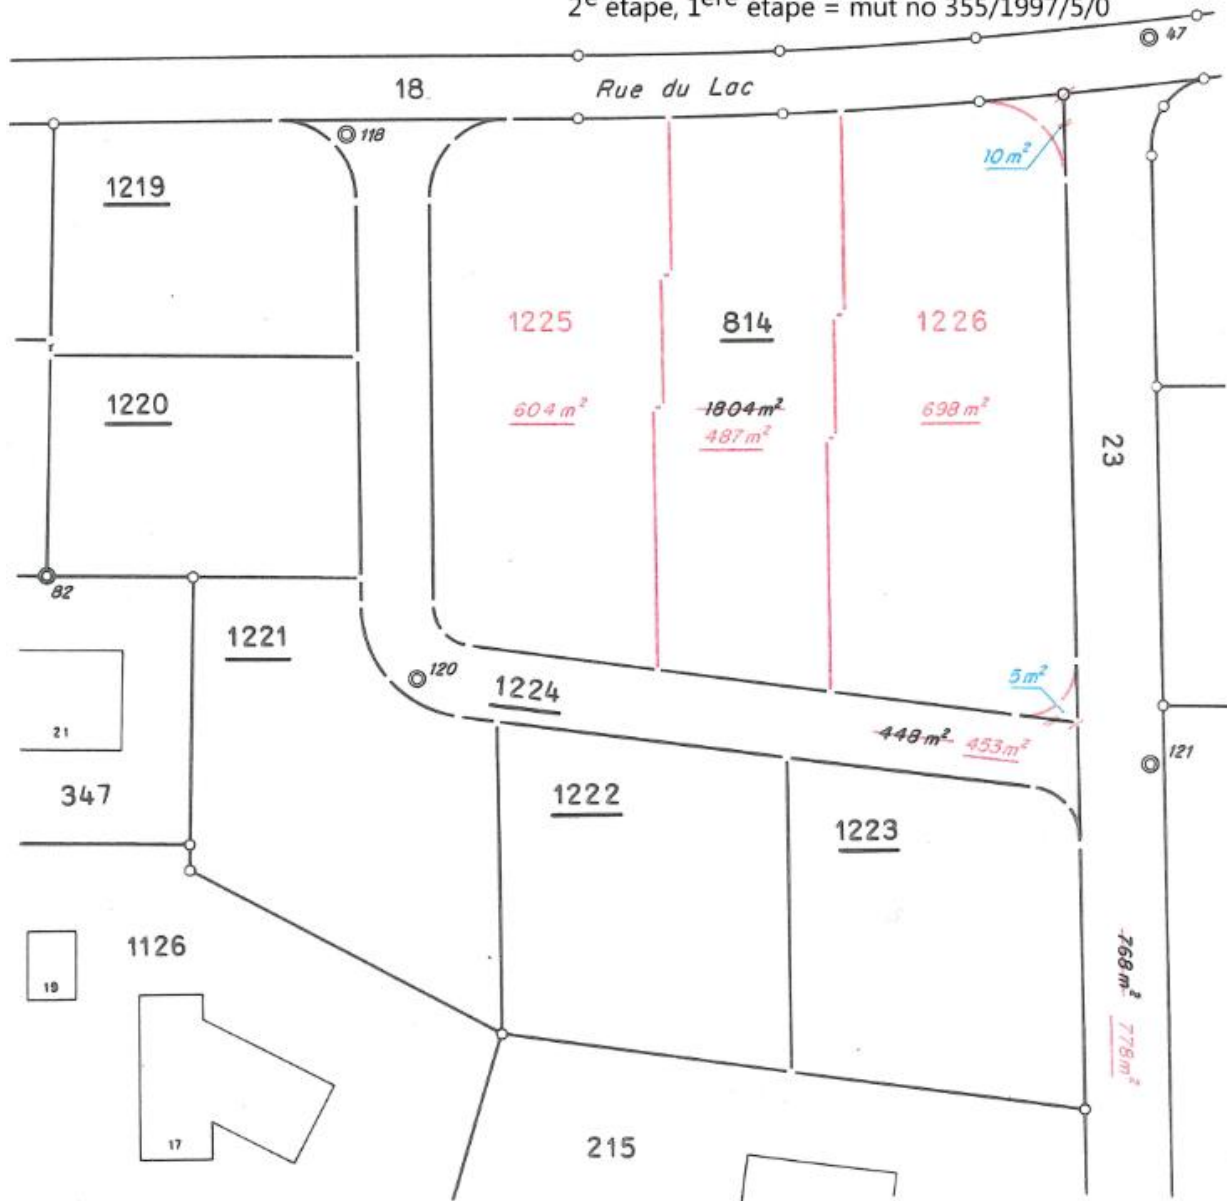 2e étape, 1ère étape = mut no 355/1997/5/0
47
18
Rue du Lac
118
10 m²
1219
1225
814
1226
604 m²
1804 m²
487 m²
698 m²
1220
23
82
1221
120
1224
5 m²
448 m²
453 m²
21
121
347
1222
1223
1126
768 m²
778 m²
19
17
215